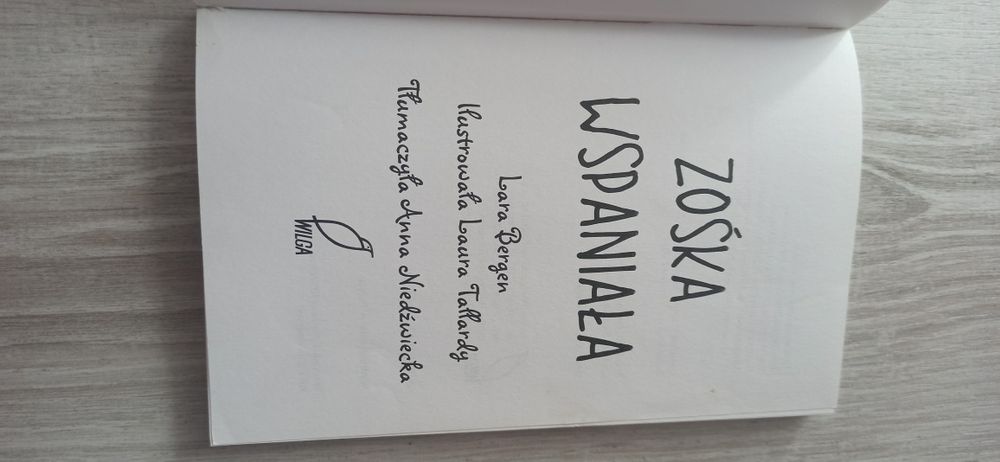 ZOŚKA
WSPANIAŁA
Lara Bergen
Ilustrowała Laura Tallardy
Tłumaczyła Anna Niedźwiecka
WILGA